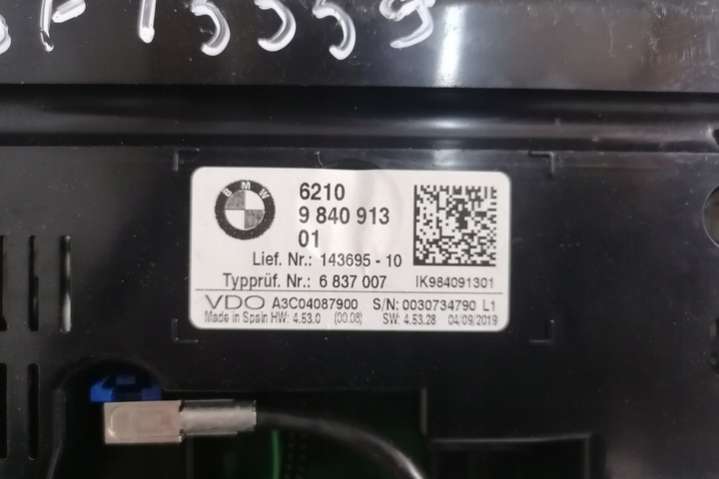 15559
BMW
6210
9 840 913
01
Lief. Nr.: 143695 - 10
Typprüf. Nr.: 6 837 007
IK984091301
VDO A3C04087900 S/N: 0030734790 L1
Made in Spain HW: 4.53.0 (00.08) SW: 4.53.28 04/09/2019